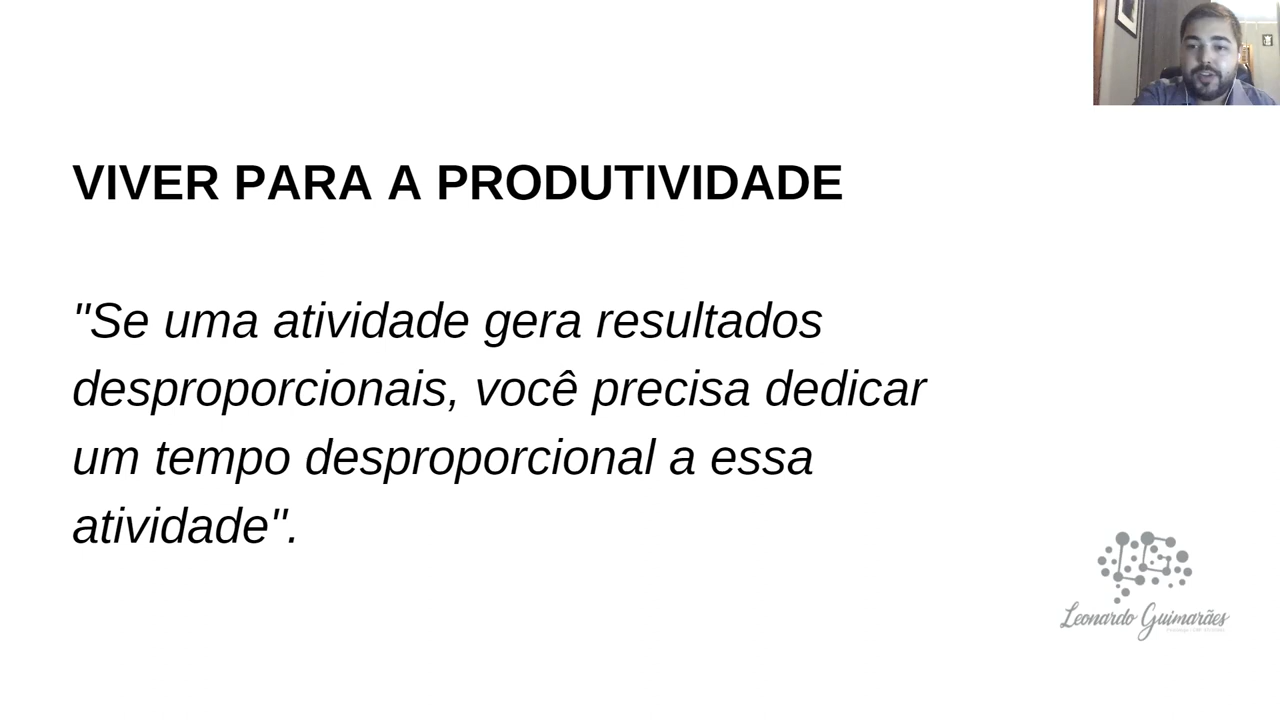 VIVER PARA A PRODUTIVIDADE
"Se uma atividade gera resultados
desproporcionais, você precisa dedicar
um tempo desproporcional a essa
atividade".
Leonardo Guimarães